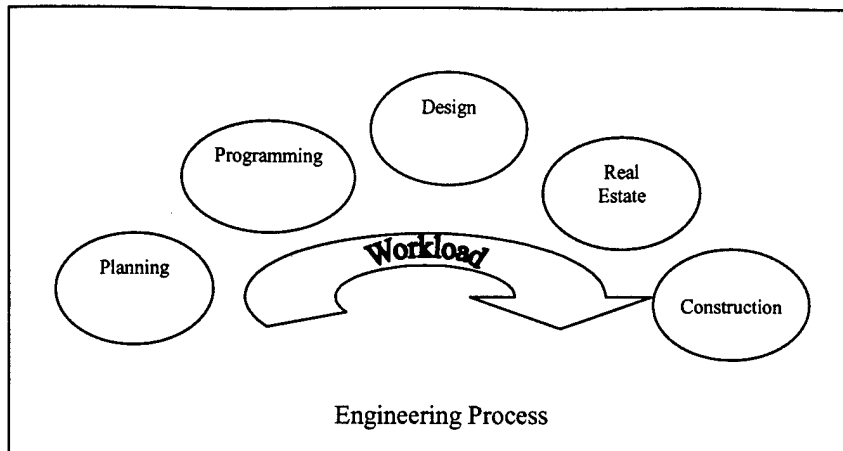 Design
Programming
Real
Estate
Workload
Planning
Construction
Engineering Process